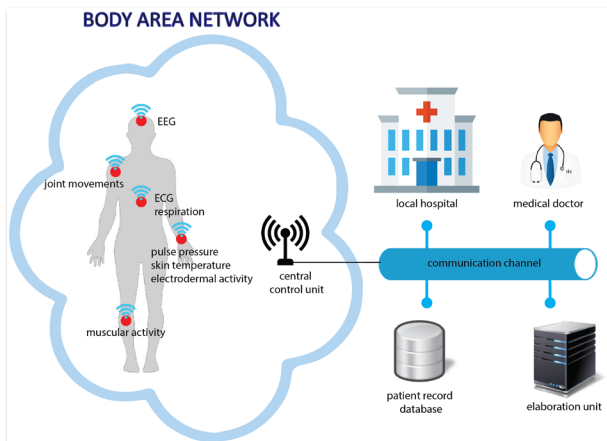 BODY AREA NETWORK
EEG
joint movements
ECG
respiration
pulse pressure
skin temperature
electrodermal activity
muscular activity
central
control unit
local hospital
medical doctor
communication channel
patient record
database
elaboration unit